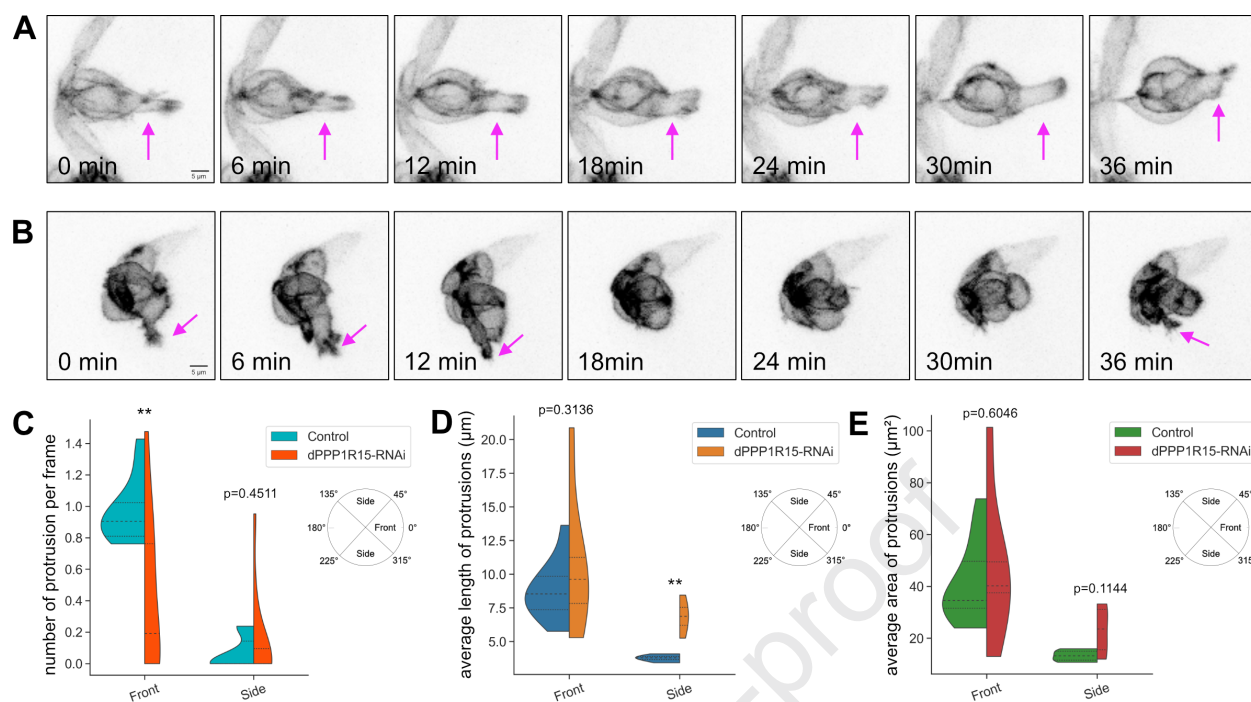 A
0 min
5 µm
6 min
12 min
18min
24 min
30min
36 min
B
0 min
5 µm
6 min
12 min
18min
24 min
30min
36 min
C
number of protrusion per frame
1.4
1.2
1.0
0.8
0.6
0.4
0.2
0.0
**
p=0.4511
Front
Side
Control
dPPP1R15-RNAi
135°
Side
45°
180°
Front
0°
225°
Side
315°
D
average length of protrusions (µm)
20.0
17.5
15.0
12.5
10.0
7.5
5.0
p=0.3136
**
Front
Side
Control
dPPP1R15-RNAi
135°
Side
45°
180°
Front
0°
225°
Side
315°
E
average area of protrusions (µm²)
100
80
60
40
20
p=0.6046
p=0.1144
Front
Side
Control
dPPP1R15-RNAi
135°
Side
45°
180°
Front
0°
225°
Side
315°
-proof